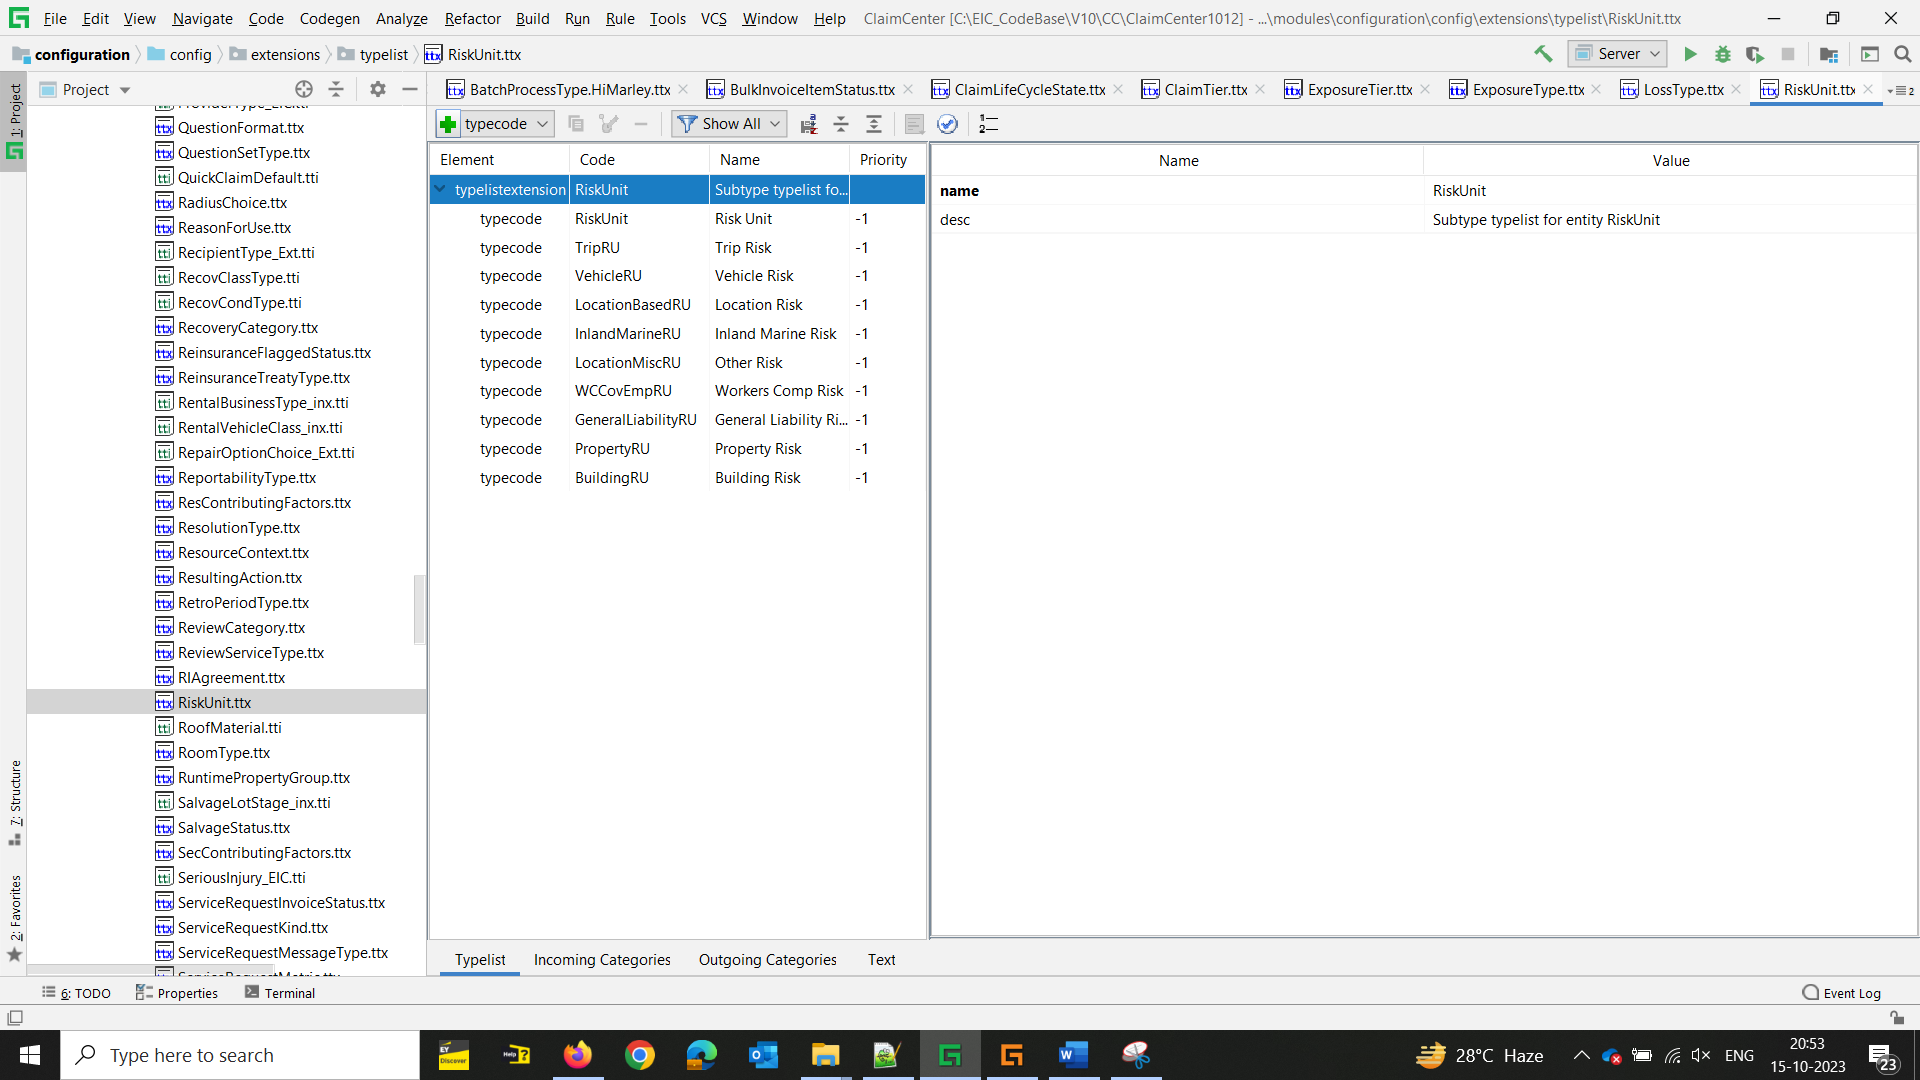 File Edit View Navigate Code Codegen Analyze Refactor Build Run Rule Tools VCS Window Help ClaimCenter [C:\EIC_CodeBase\V10\CC\ClaimCenter1012] - ...\modules\configuration\config\extensions\typelist\RiskUnit.ttx
configuration config extensions typelist RiskUnit.ttx Server
1: Project
7: Structure
2: Favorites
Project
BatchProcessType.HiMarley.ttx BulkInvoiceItemStatus.ttx ClaimLifeCycleState.ttx ClaimTier.ttx ExposureTier.ttx ExposureType.ttx LossType.ttx RiskUnit.ttx 2
typecode Show All
QuestionFormat.ttx
QuestionSetType.ttx
QuickClaimDefault.tti
RadiusChoice.ttx
ReasonForUse.ttx
RecipientType_Ext.tti
RecovClassType.tti
RecovCondType.tti
RecoveryCategory.ttx
ReinsuranceFlaggedStatus.ttx
ReinsuranceTreatyType.ttx
RentalBusinessType_inx.tti
RentalVehicleClass_inx.tti
RepairOptionChoice_Ext.tti
ReportabilityType.ttx
ResContributingFactors.ttx
ResolutionType.ttx
ResourceContext.ttx
ResultingAction.ttx
RetroPeriodType.ttx
ReviewCategory.ttx
ReviewServiceType.ttx
RIAgreement.ttx
RiskUnit.ttx
RoofMaterial.tti
RoomType.ttx
RuntimePropertyGroup.ttx
SalvageLotStage_inx.tti
SalvageStatus.ttx
SecContributingFactors.ttx
SeriousInjury_EIC.tti
ServiceRequestInvoiceStatus.ttx
ServiceRequestKind.ttx
ServiceRequestMessageType.ttx
Element Code Name Priority
typelistextension RiskUnit Subtype typelist fo...
typecode RiskUnit Risk Unit -1
typecode TripRU Trip Risk -1
typecode VehicleRU Vehicle Risk -1
typecode LocationBasedRU Location Risk -1
typecode InlandMarineRU Inland Marine Risk -1
typecode LocationMiscRU Other Risk -1
typecode WCCovEmpRU Workers Comp Risk -1
typecode GeneralLiabilityRU General Liability Ri... -1
typecode PropertyRU Property Risk -1
typecode BuildingRU Building Risk -1
Name Value
name RiskUnit
desc Subtype typelist for entity RiskUnit
Typelist Incoming Categories Outgoing Categories Text
6: TODO Properties Terminal Event Log
Type here to search
EY Discover
Help ?
28°C Haze ENG
20:53
15-10-2023
23